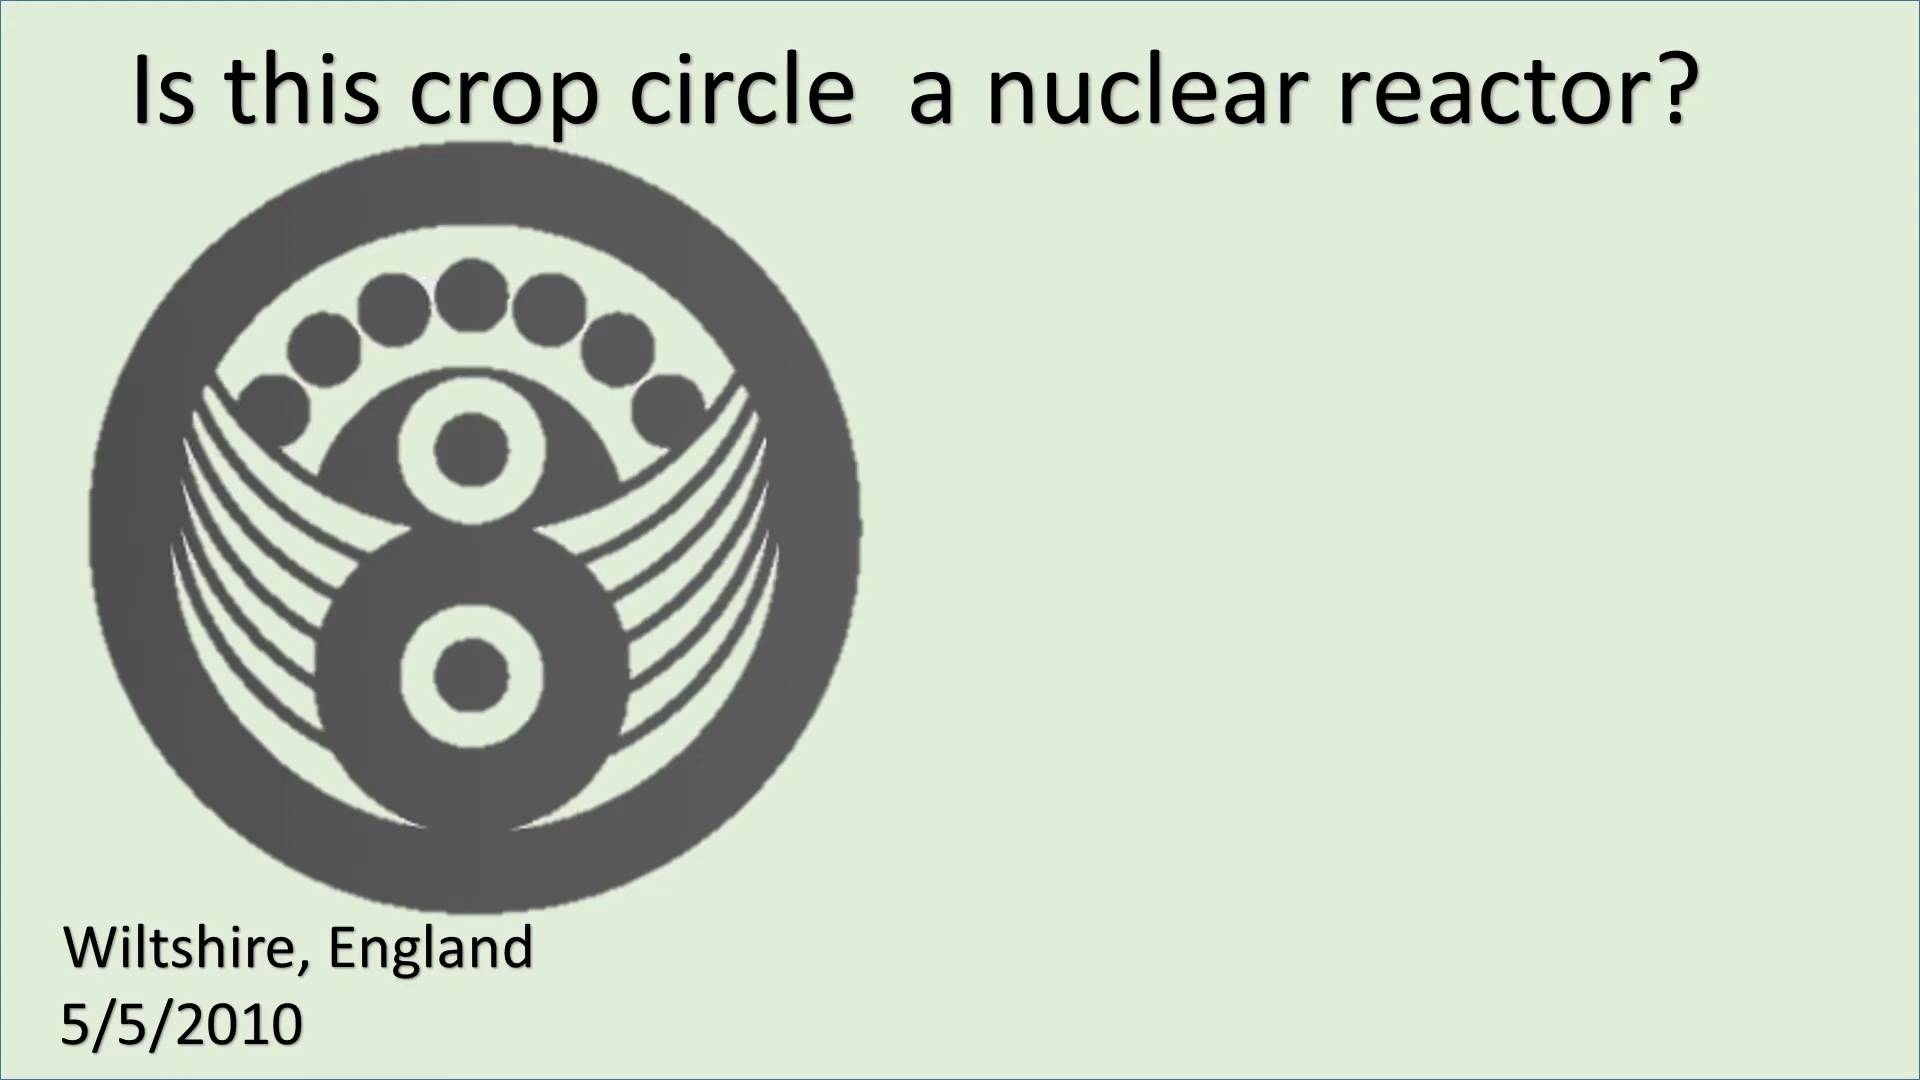 Is this crop circle  a nuclear reactor?
Wiltshire, England
5/5/2010